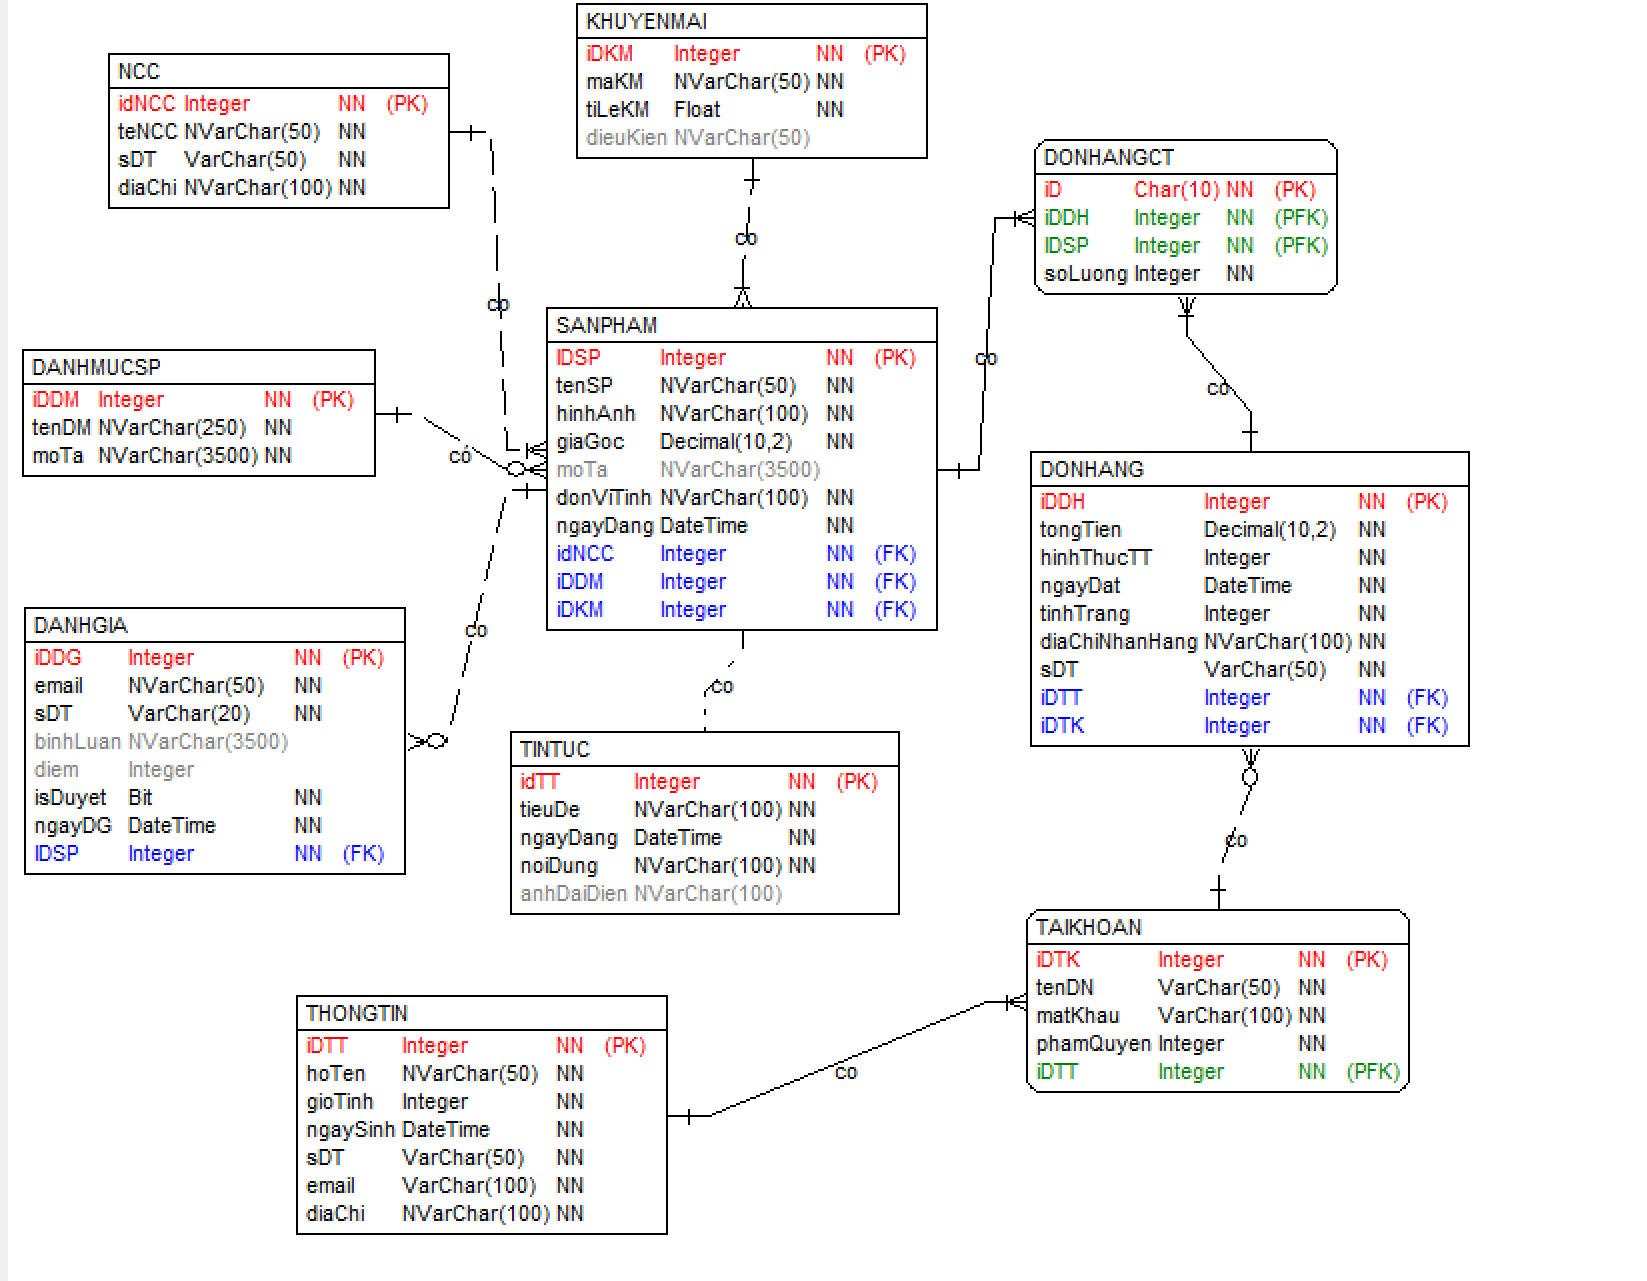 KHUYENMAI
iDKM Integer NN (PK)
maKM NVarChar(50) NN
tiLeKM Float NN
dieuKien NVarChar(50)
NCC
idNCC Integer NN (PK)
teNCC NVarChar(50) NN
sDT VarChar(50) NN
diaChi NVarChar(100) NN
DONHANGCT
iD Char(10) NN (PK)
iDDH Integer NN (PFK)
IDSP Integer NN (PFK)
soLuong Integer NN
co
co
co
co
SANPHAM
IDSP Integer NN (PK)
tenSP NVarChar(50) NN
hinhAnh NVarChar(100) NN
giaGoc Decimal(10,2) NN
moTa NVarChar(3500)
donViTinh NVarChar(100) NN
ngayDang DateTime NN
idNCC Integer NN (FK)
iDDM Integer NN (FK)
iDKM Integer NN (FK)
DANHMUCSP
iDDM Integer NN (PK)
tenDM NVarChar(250) NN
moTa NVarChar(3500) NN
có
DONHANG
iDDH Integer NN (PK)
tongTien Decimal(10,2) NN
hinhThucTT Integer NN
ngayDat DateTime NN
tinhTrang Integer NN
diaChiNhanHang NVarChar(100) NN
sDT VarChar(50) NN
iDTT Integer NN (FK)
iDTK Integer NN (FK)
DANHGIA
iDDG Integer NN (PK)
email NVarChar(50) NN
sDT VarChar(20) NN
binhLuan NVarChar(3500)
diem Integer
isDuyet Bit NN
ngayDG DateTime NN
IDSP Integer NN (FK)
co
co
TINTUC
idTT Integer NN (PK)
tieuDe NVarChar(100) NN
ngayDang DateTime NN
noiDung NVarChar(100) NN
anhDaiDien NVarChar(100)
co
TAIKHOAN
iDTK Integer NN (PK)
tenDN VarChar(50) NN
matKhau VarChar(100) NN
phamQuyen Integer NN
iDTT Integer NN (PFK)
THONGTIN
iDTT Integer NN (PK)
hoTen NVarChar(50) NN
gioTinh Integer NN
ngaySinh DateTime NN
sDT VarChar(50) NN
email VarChar(100) NN
diaChi NVarChar(100) NN
co